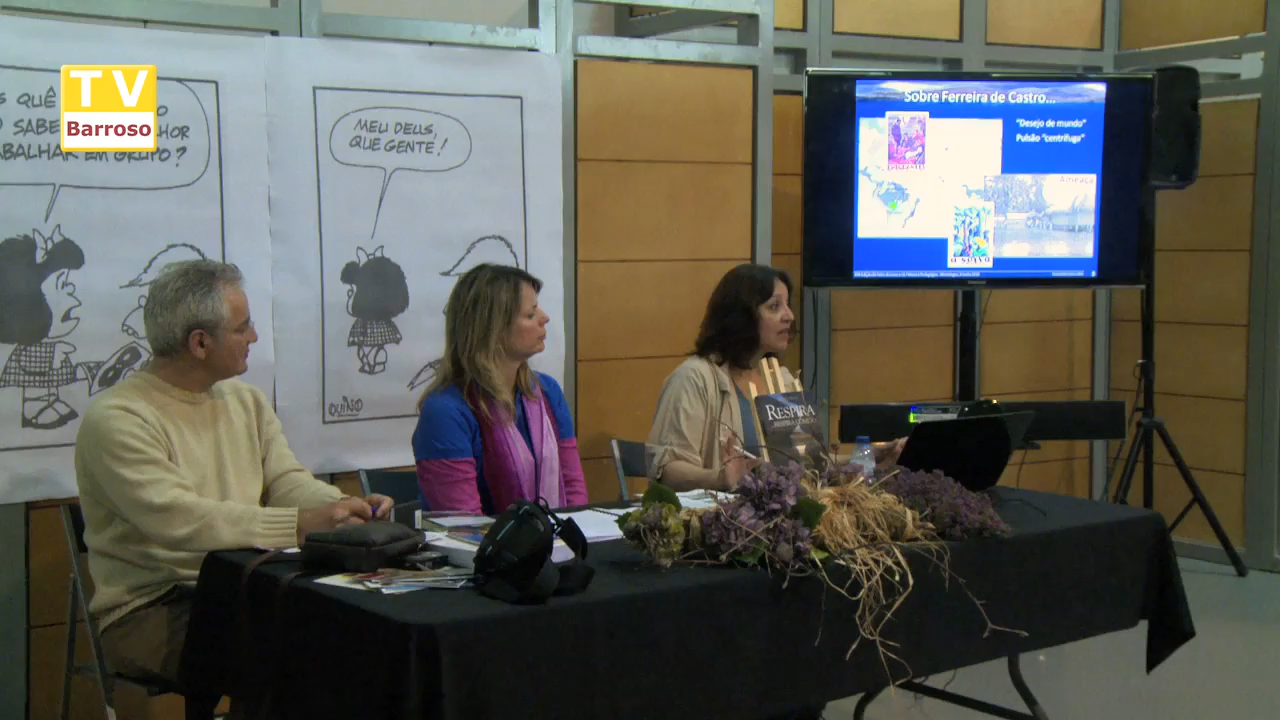 TV
Barroso
S QUÊ
O SABE
LHOR
ABALHAR EM GRUPO?
MEU DEUS,
QUE GENTE!
QUINO
Sobre Ferreira de Castro...
"Desejo de mundo"
Pulsão "centrífuga"
Ameaça
RESPIRA